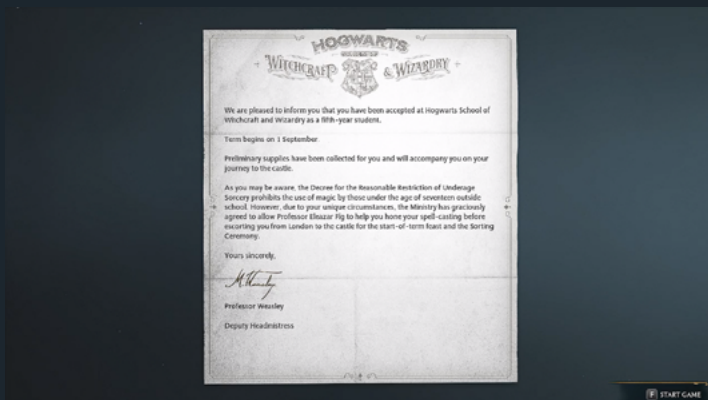 HOGWARTS
WITCHCRAFT & WIZARDRY
We are pleased to inform you that you have been accepted at Hogwarts School of
Witchcraft and Wizardry as a fifth-year student.
Term begins on 1 September.
Preliminary supplies have been collected for you and will accompany you on your
journey to the castle.
As you may be aware, the Decree for the Reasonable Restriction of Underage
Sorcery prohibits the use of magic by those under the age of seventeen outside
school. However, due to your unique circumstances, the Ministry has graciously
agreed to allow Professor Eleazar Fig to help you hone your spell-casting before
escorting you from London to the castle for the start-of-term feast and the Sorting
Ceremony.
Yours sincerely,
M Weasley
Professor Weasley
Deputy Headmistress
F START GAME